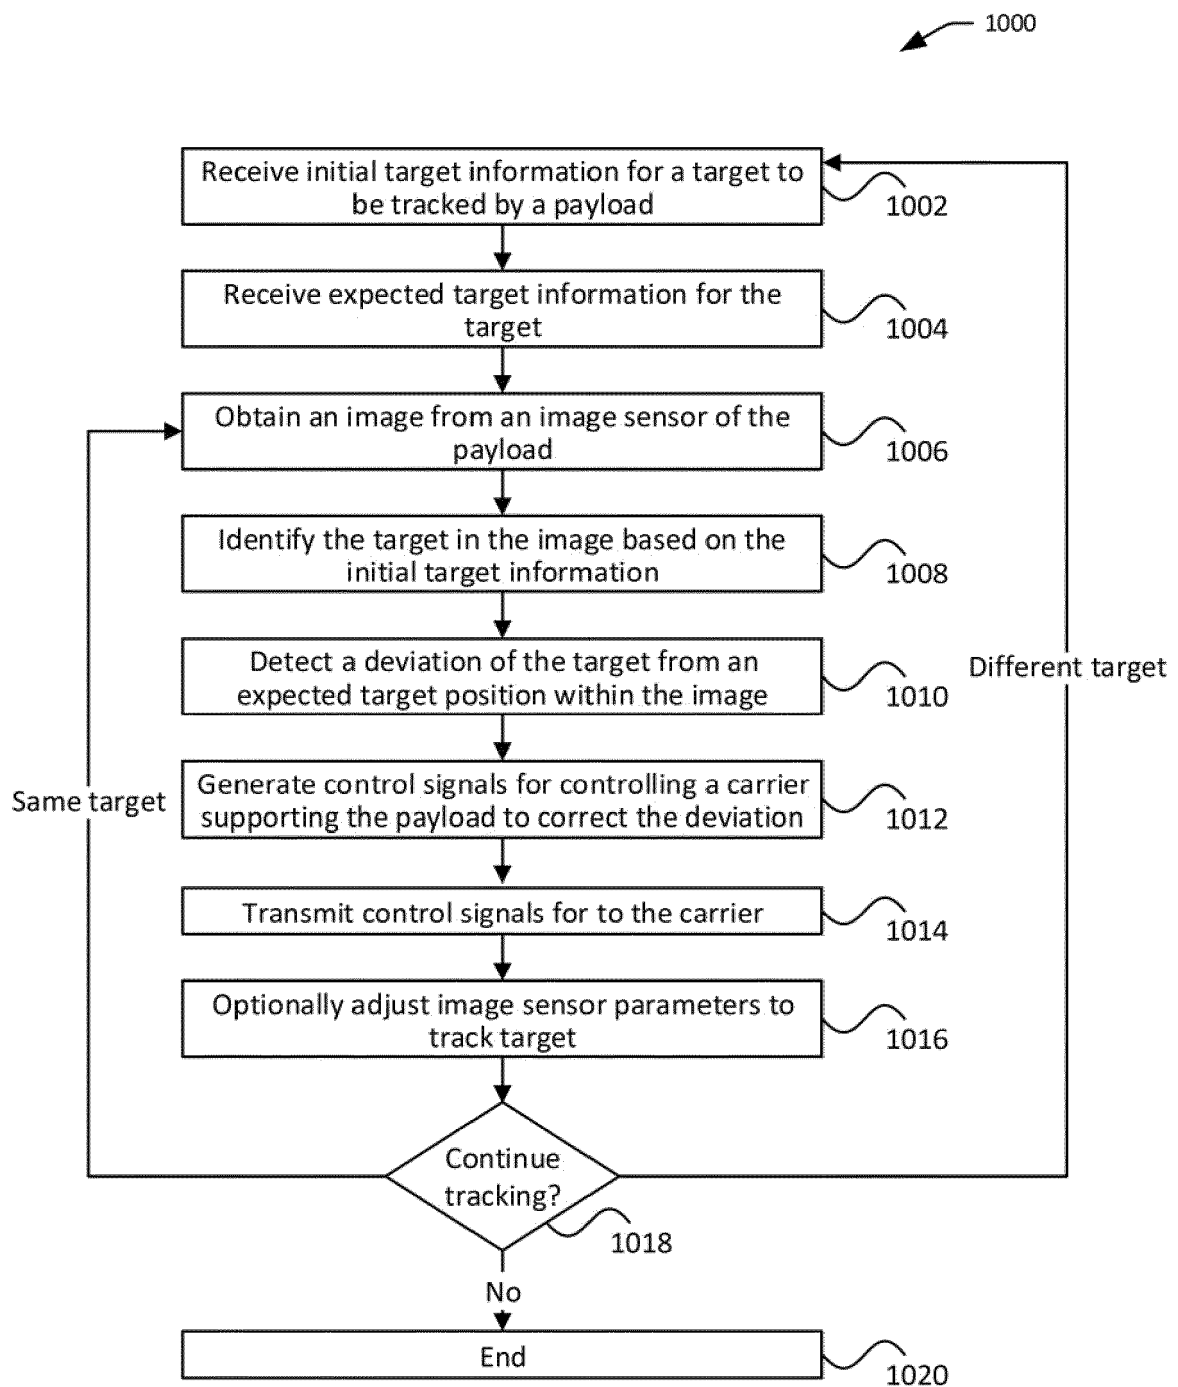 1000
Receive initial target information for a target to
be tracked by a payload
1002
Receive expected target information for the
target
1004
Obtain an image from an image sensor of the
payload
1006
Identify the target in the image based on the
initial target information
1008
Detect a deviation of the target from an
expected target position within the image
1010
Different target
Generate control signals for controlling a carrier
supporting the payload to correct the deviation
1012
Same target
Transmit control signals for to the carrier
1014
Optionally adjust image sensor parameters to
track target
1016
Continue
tracking?
1018
No
End
1020